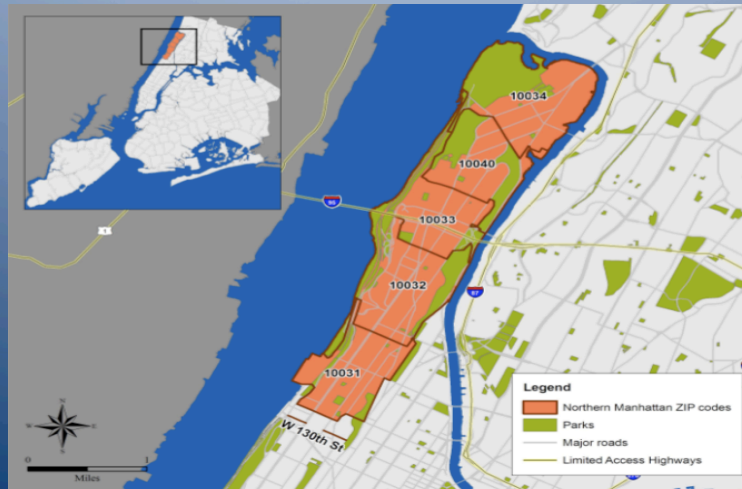 10034
10040
95
10033
1
10032
87
10031
W 130th St
Legend
Northern Manhattan ZIP codes
Parks
Major roads
Limited Access Highways
N
W
E
S
0
1
Miles